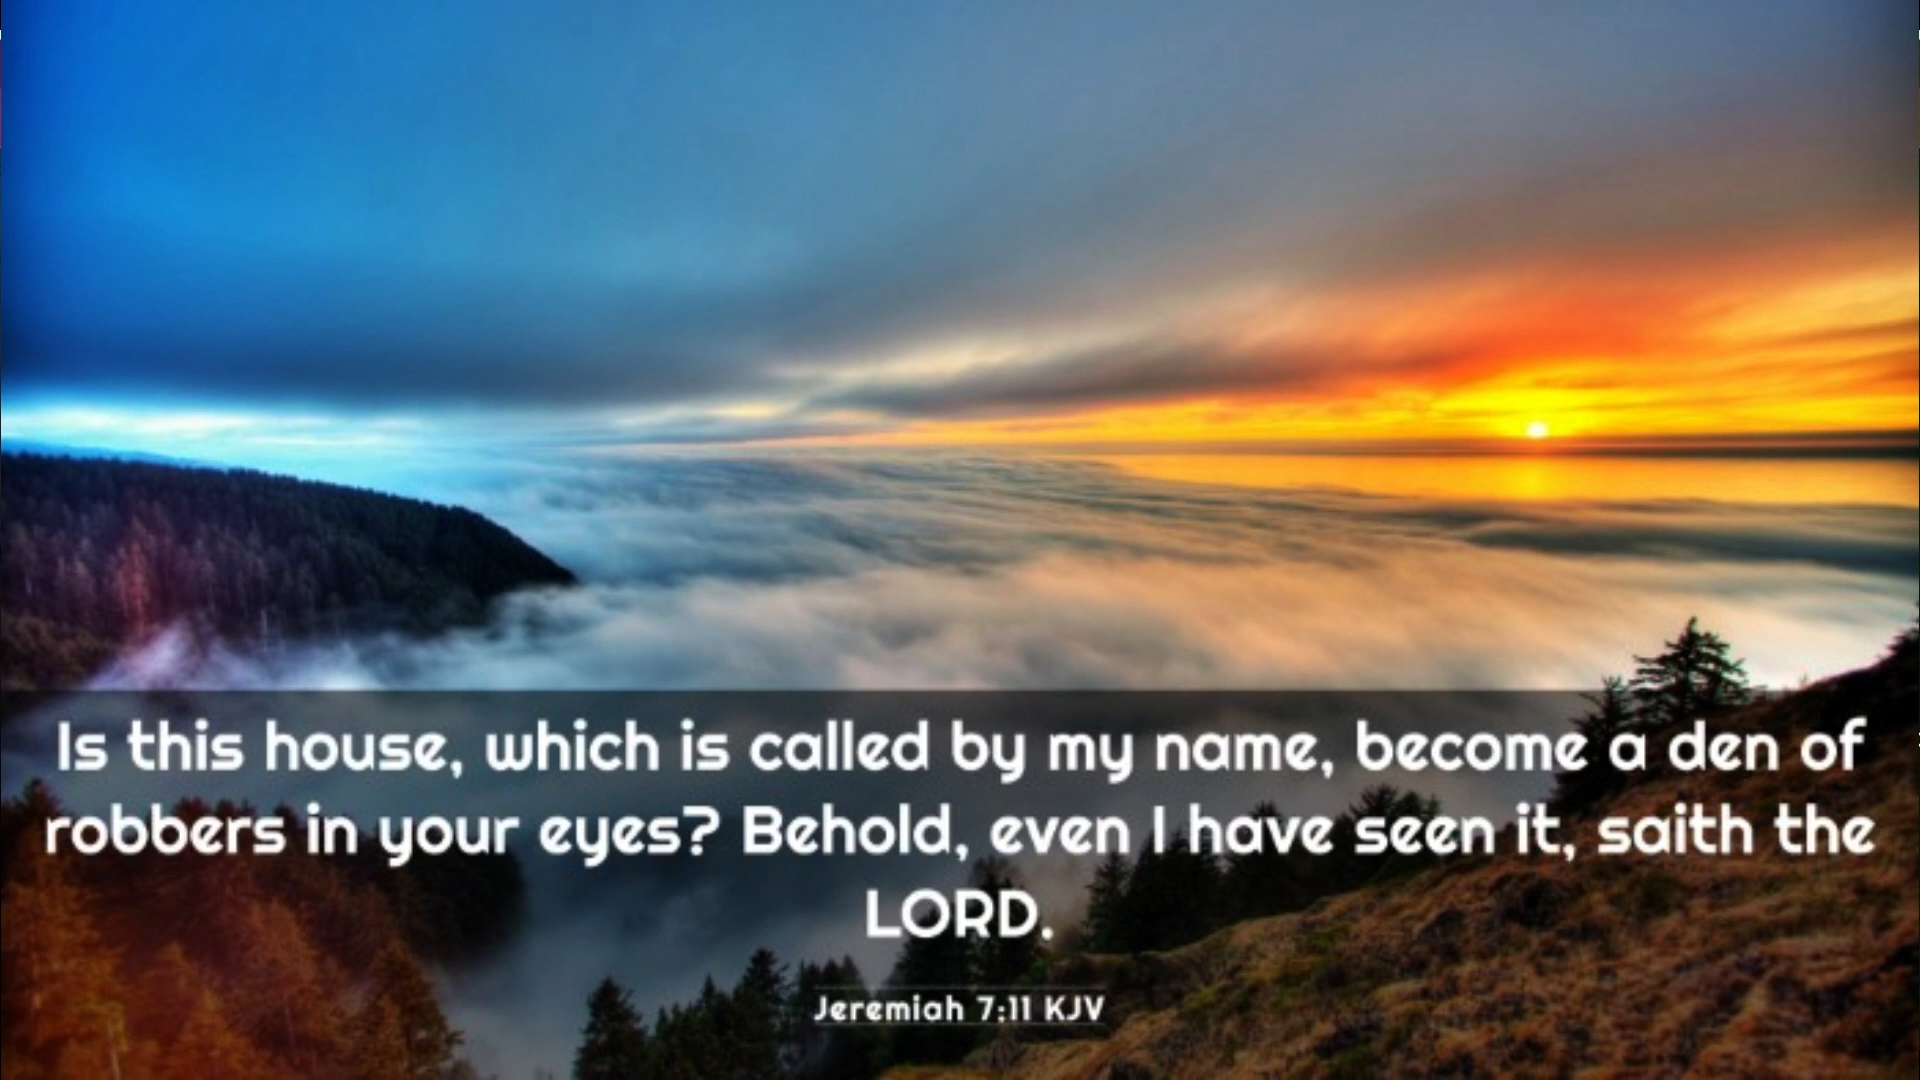 Is this house, which is called by my name, become a den of
robbers in your eyes? Behold, even I have seen it, saith the
LORD.
Jeremiah 7:11 KJV